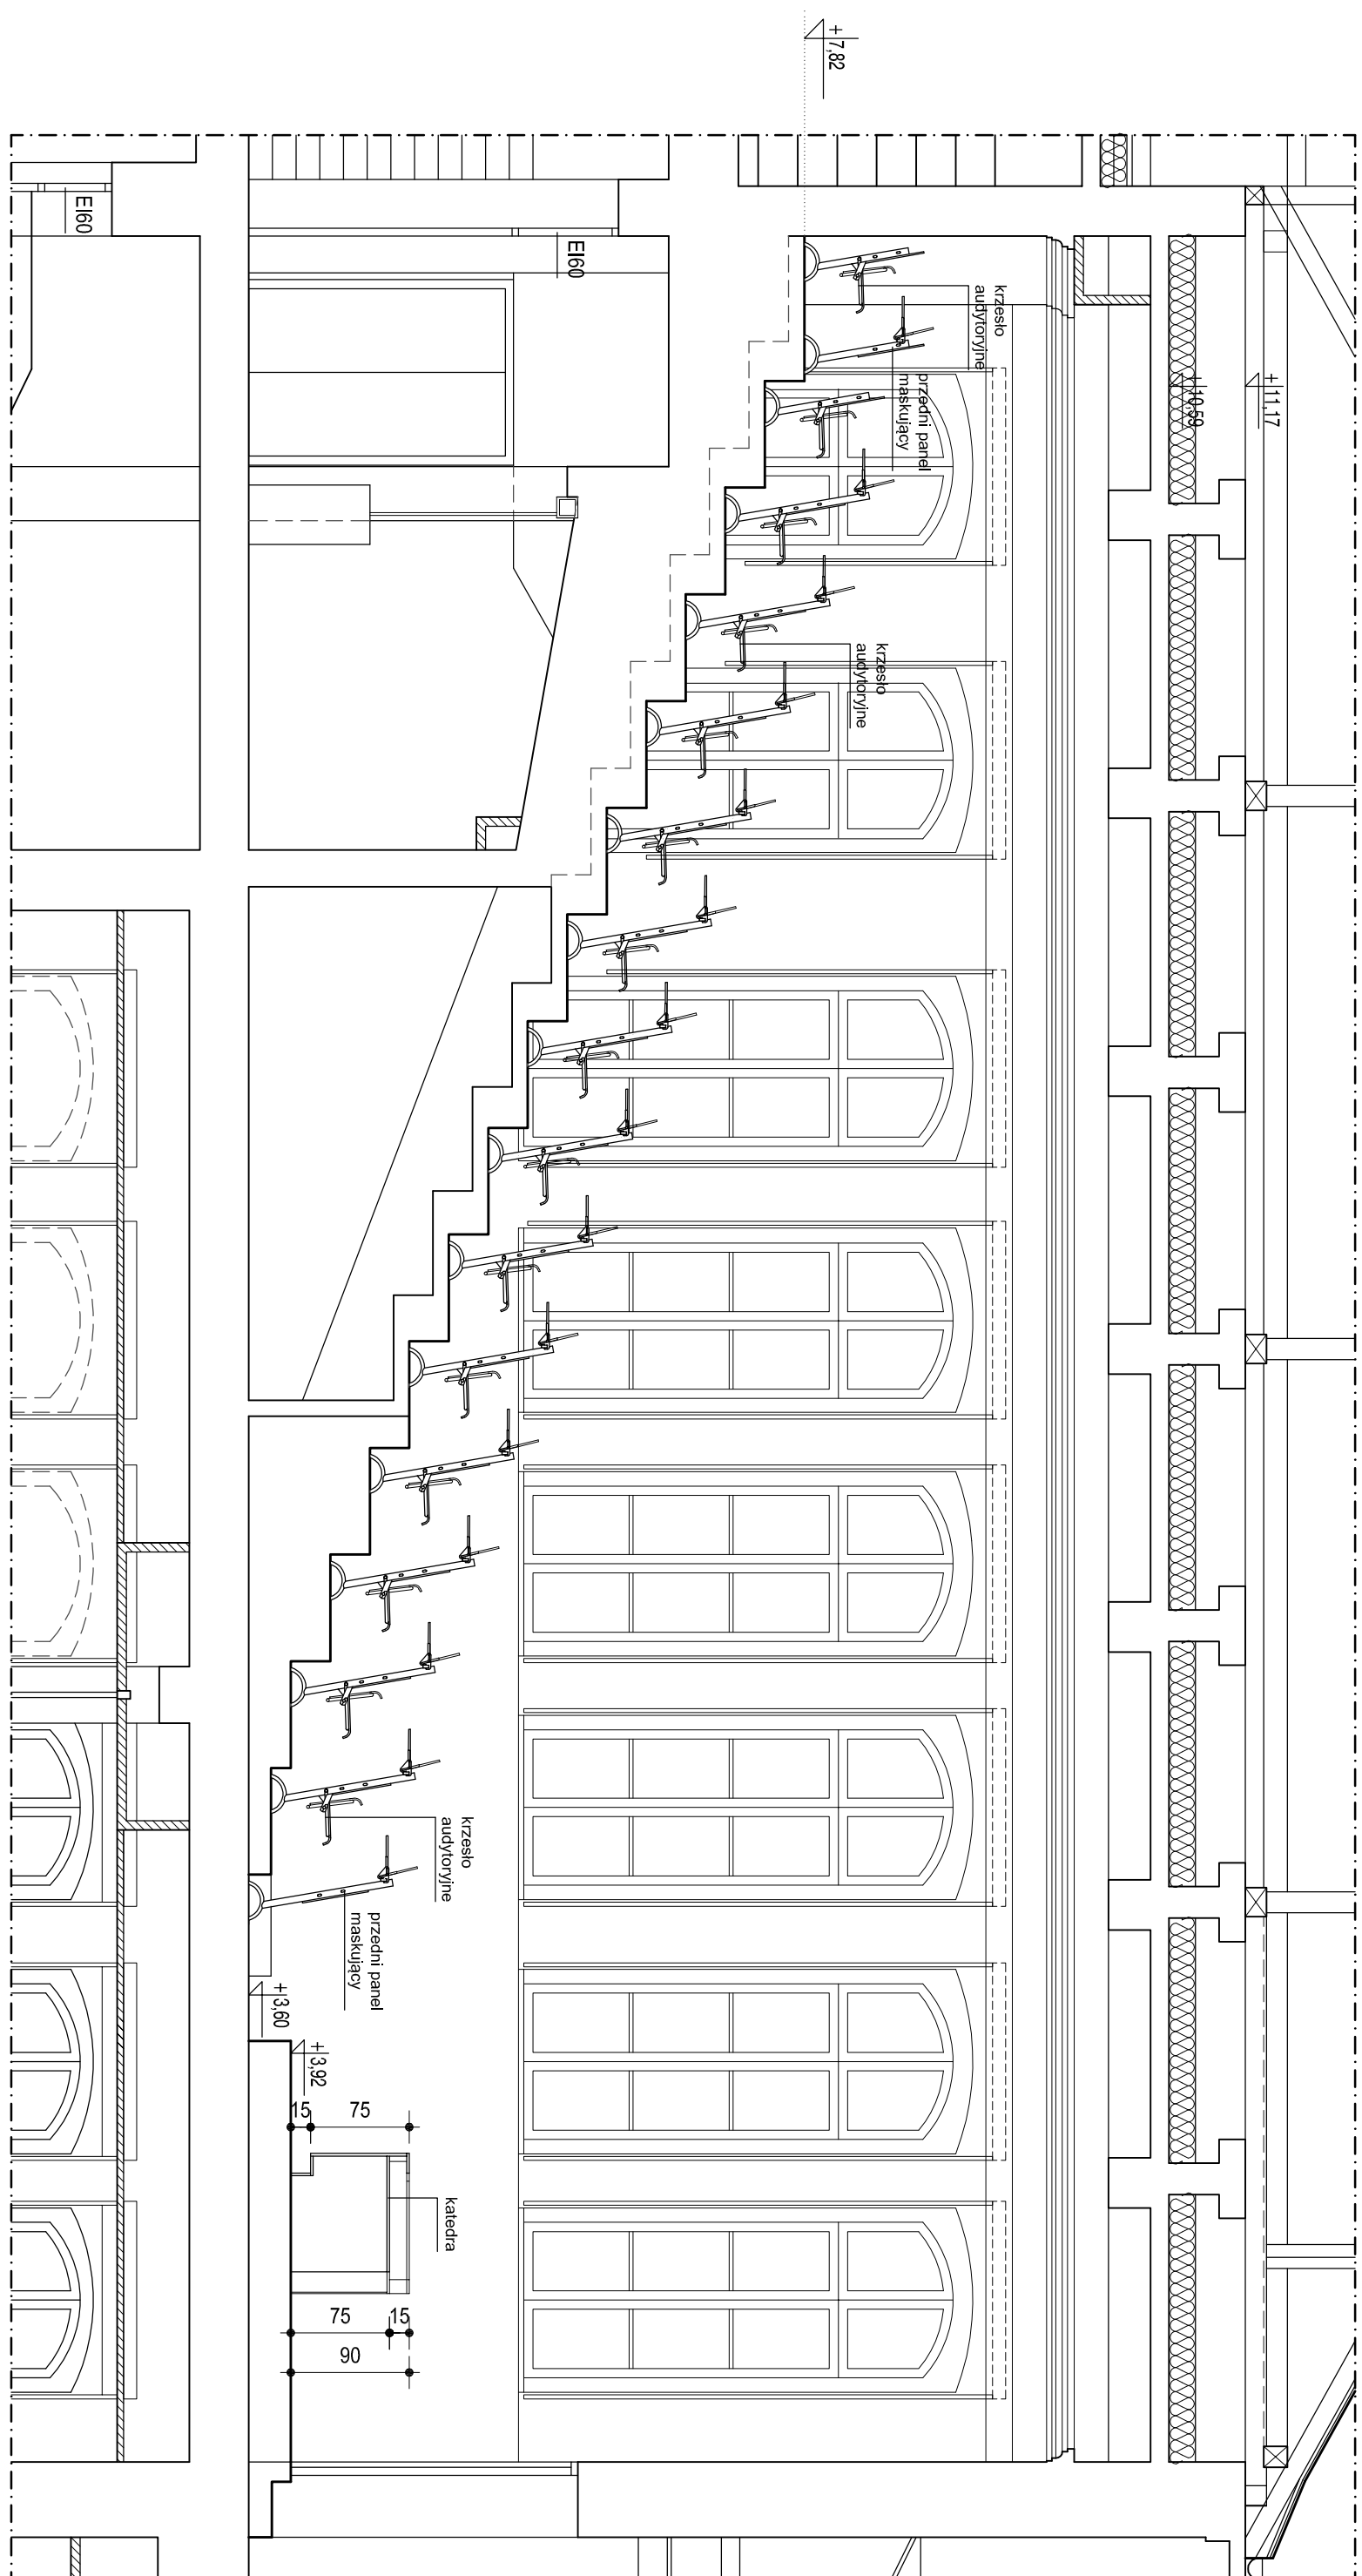 +7,82
+11,17
+10,59
EI60
EI60
krzesło
audytoryjne
przedni panel
maskujący
krzesło
audytoryjne
krzesło
audytoryjne
przedni panel
maskujący
+3,60
+3,92
15
75
katedra
75
15
90